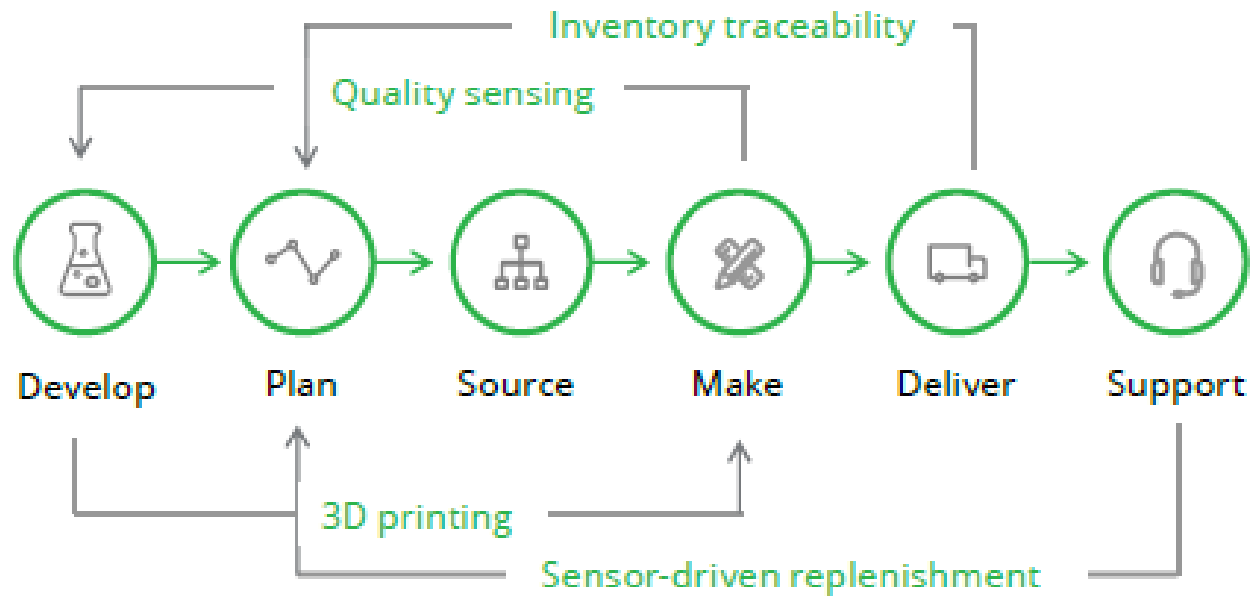 Inventory traceability
Quality sensing
Develop
Plan
Source
Make
Deliver
Support
3D printing
Sensor-driven replenishment